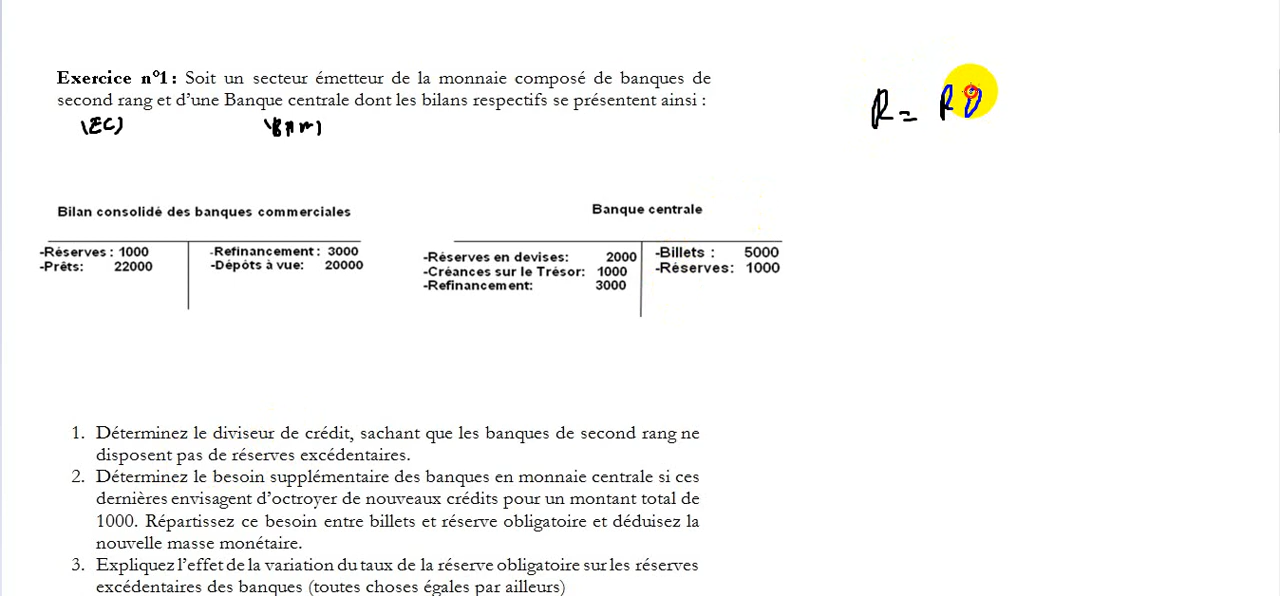 Exercice n°1 : Soit un secteur émetteur de la monnaie composé de banques de
second rang et d'une Banque centrale dont les bilans respectifs se présentent ainsi :
(EC)
(BAM)
R = RO
Bilan consolidé des banques commerciales
-Réserves : 1000
-Prêts: 22000
-Refinancement : 3000
-Dépôts à vue: 20000
Banque centrale
-Réserves en devises: 2000
-Créances sur le Trésor: 1000
-Refinancement: 3000
-Billets : 5000
-Réserves: 1000
1. Déterminez le diviseur de crédit, sachant que les banques de second rang ne
disposent pas de réserves excédentaires.
2. Déterminez le besoin supplémentaire des banques en monnaie centrale si ces
dernières envisagent d'octroyer de nouveaux crédits pour un montant total de
1000. Répartissez ce besoin entre billets et réserve obligatoire et déduisez la
nouvelle masse monétaire.
3. Expliquez l'effet de la variation du taux de la réserve obligatoire sur les réserves
excédentaires des banques (toutes choses égales par ailleurs)